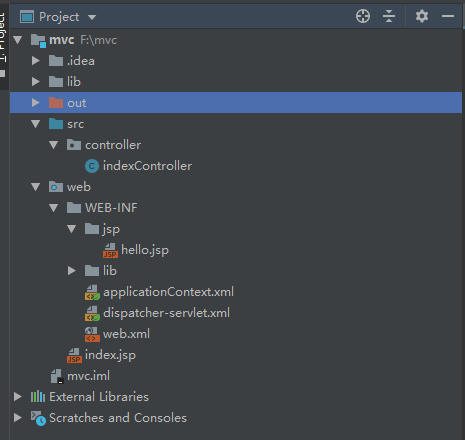 Project
1: Project
mvc F:\mvc
.idea
lib
out
src
controller
indexController
web
WEB-INF
jsp
hello.jsp
lib
applicationContext.xml
dispatcher-servlet.xml
web.xml
index.jsp
mvc.iml
External Libraries
Scratches and Consoles